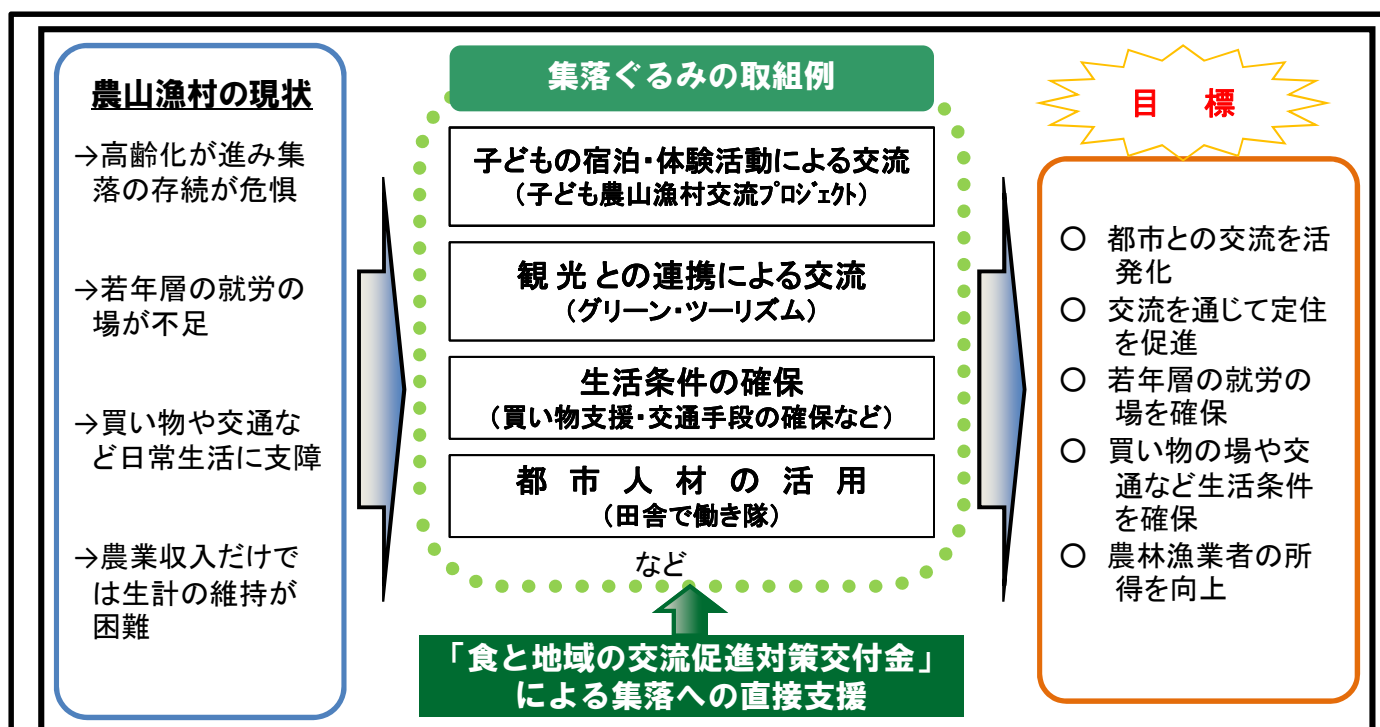 農山漁村の現状
→高齢化が進み集
落の存続が危惧
→若年層の就労の
場が不足
→買い物や交通な
ど日常生活に支障
→農業収入だけで
は生計の維持が
困難
集落ぐるみの取組例
子どもの宿泊・体験活動による交流
(子ども農山漁村交流プロジェクト)
観光との連携による交流
(グリーン・ツーリズム)
生活条件の確保
(買い物支援・交通手段の確保など)
都市人材の活用
(田舎で働き隊)
など
「食と地域の交流促進対策交付金」
による集落への直接支援
目標
○ 都市との交流を活
発化
○ 交流を通じて定住
を促進
○ 若年層の就労の
場を確保
○ 買い物の場や交
通など生活条件
を確保
○ 農林漁業者の所
得を向上